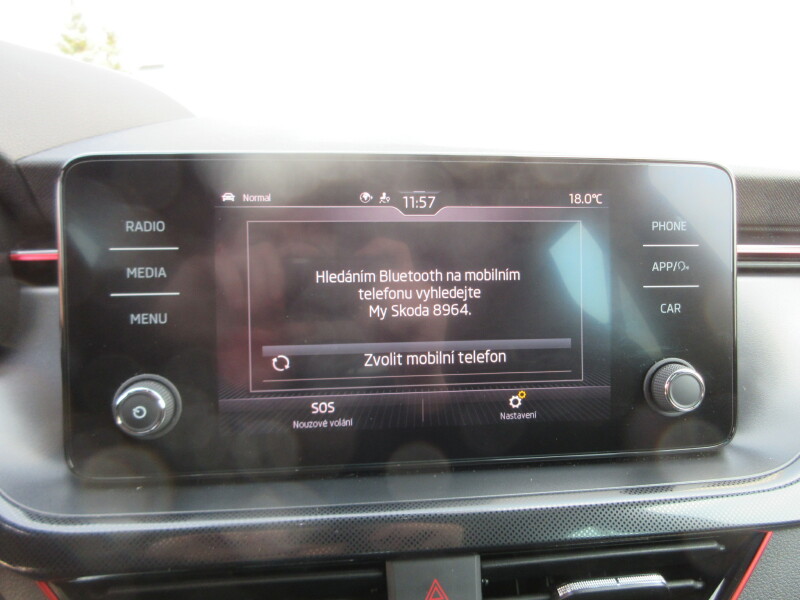 Normal
11:57
18.0°C
RADIO
MEDIA
MENU
PHONE
APP/
CAR
Hledáním Bluetooth na mobilním
telefonu vyhledejte
My Skoda 8964.
Zvolit mobilní telefon
SOS
Nouzové volání
Nastavení